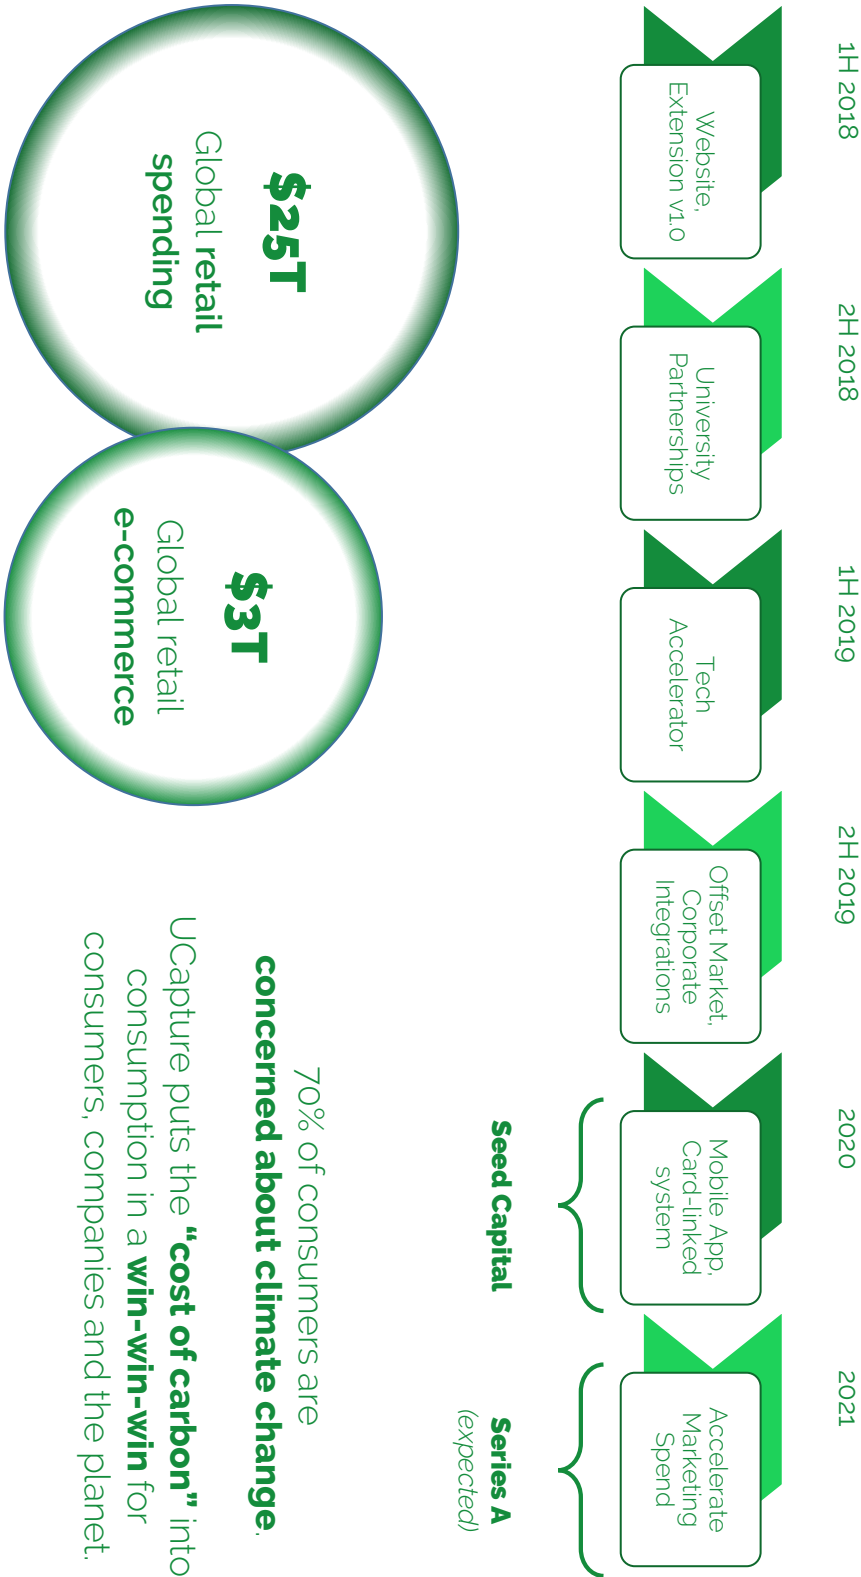 1H 2018
2H 2018
1H 2019
2H 2019
2020
2021
Website,
Extension v1.0
University
Partnerships
Tech
Accelerator
Offset Market,
Corporate
Integrations
Mobile App,
Card-linked
system
Accelerate
Marketing
Spend
Seed Capital
Series A
(expected)
$25T
Global retail
spending
$3T
Global retail
e-commerce
70% of consumers are
concerned about climate change.
UCapture puts the “cost of carbon” into
consumption in a win-win-win for
consumers, companies and the planet.